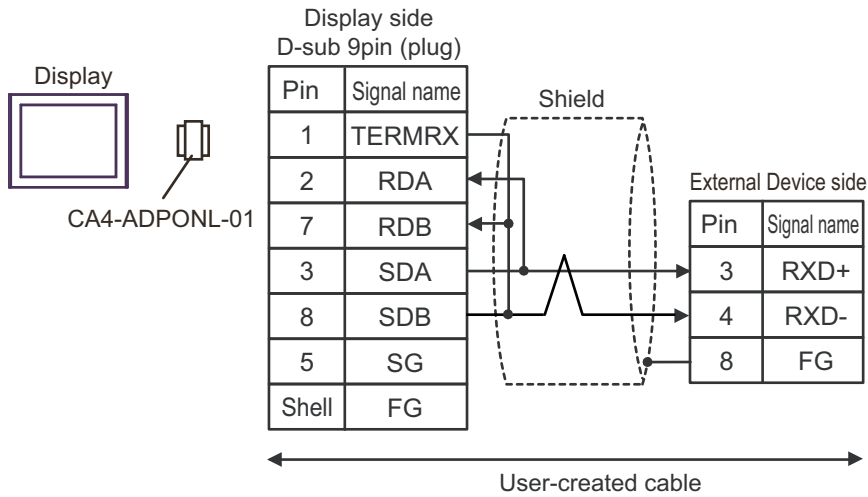 Display side
D-sub 9pin (plug)
Display
CA4-ADPONL-01
Pin Signal name
1 TERMRX
2 RDA
7 RDB
3 SDA
8 SDB
5 SG
Shell FG
Shield
External Device side
Pin Signal name
3 RXD+
4 RXD-
8 FG
User-created cable